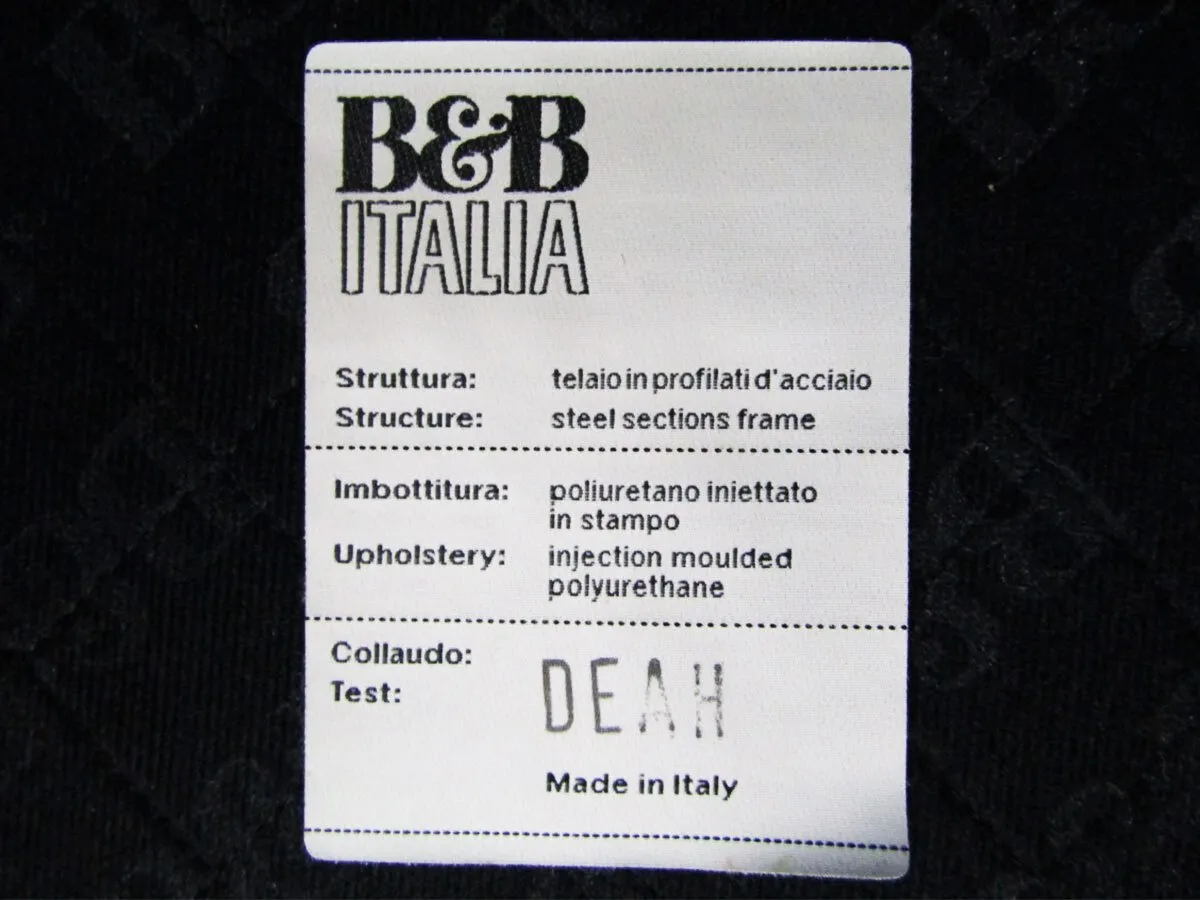 B&B
ITALIA
Struttura: telaio in profilati d'acciaio
Structure: steel sections frame
Imbottitura: poliuretano iniettato
in stampo
Upholstery: injection moulded
polyurethane
Collaudo:
Test: DEAH
Made in Italy